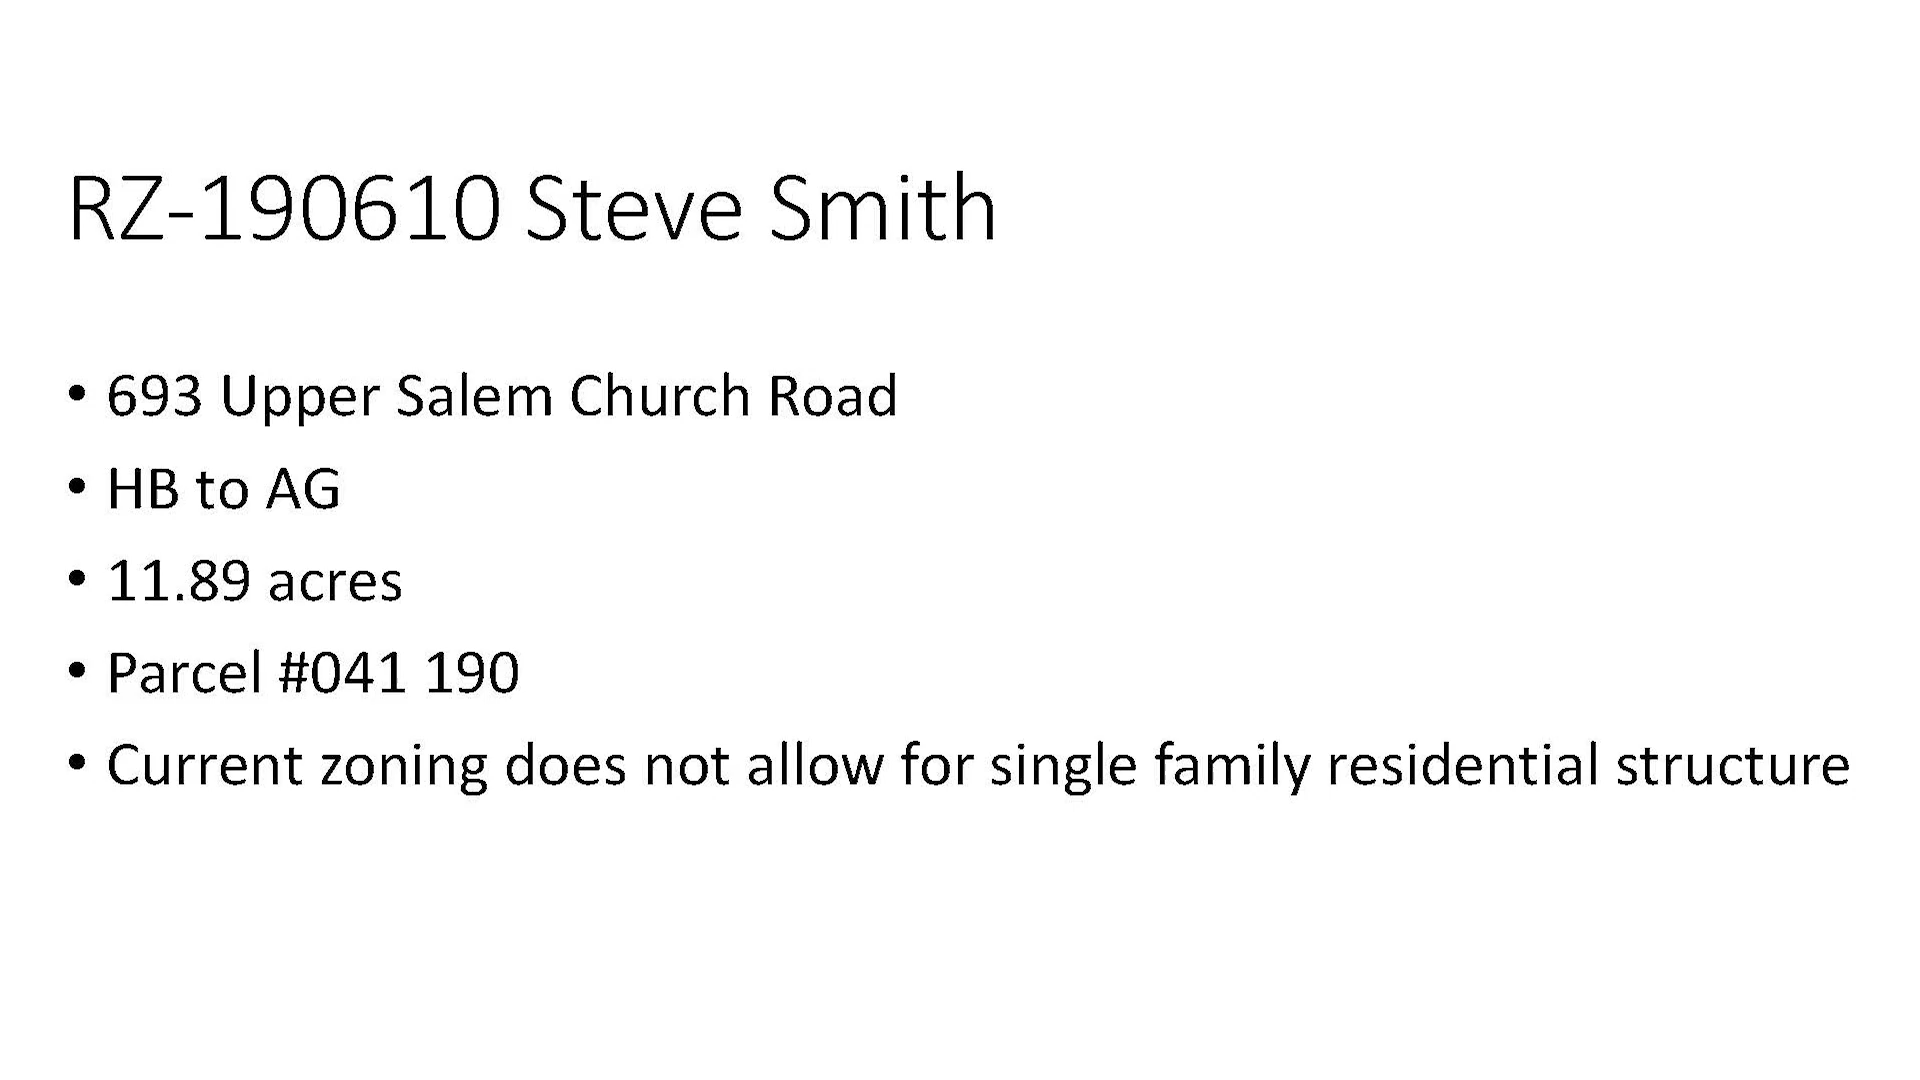 RZ-190610 Steve Smith
• 693 Upper Salem Church Road
• HB to AG
• 11.89 acres
• Parcel #041 190
• Current zoning does not allow for single family residential structure